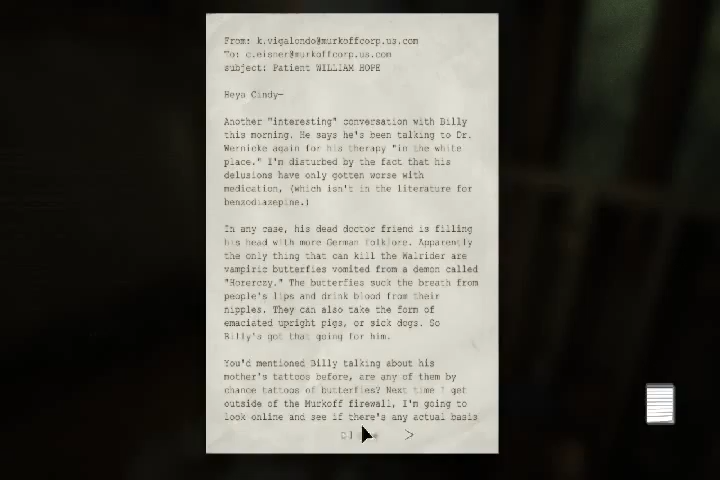 From: k.vigalondo@murkoffcorp.us.com
To: c.eisner@murkoffcorp.us.com
subject: Patient WILLIAM HOPE
Heya Cindy—
Another "interesting" conversation with Billy
this morning. He says he's been talking to Dr.
Wernicke again for his therapy "in the white
place." I'm disturbed by the fact that his
delusions have only gotten worse with
medication, (which isn't in the literature for
benzodiazepine.)
In any case, his dead doctor friend is filling
his head with more German folklore. Apparently
the only thing that can kill the Walrider are
vampiric butterfies vomited from a demon called
"Horerczy." The butterfies suck the breath from
people's lips and drink blood from their
nipples. They can also take the form of
emaciated upright pigs, or sick dogs. So
Billy's got that going for him.
You'd mentioned Billy talking about his
mother's tattoos before, are any of them by
chance tattoos of butterfies? Next time I get
outside of the Murkoff firewall, I'm going to
look online and see if there's any actual basis
>